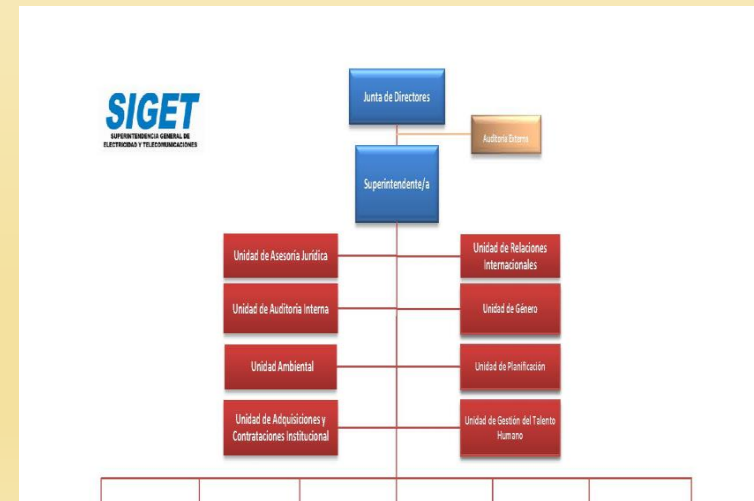 SIGET
SUPERINTENDENCIA GENERAL DE
ELECTRICIDAD Y TELECOMUNICACIONES
Junta de Directores
Auditoria Externa
Superintendente/a
Unidad de Asesoría Jurídica
Unidad de Relaciones
Internacionales
Unidad de Auditoria Interna
Unidad de Género
Unidad Ambiental
Unidad de Planificación
Unidad de Adquisiciones y
Contrataciones Institucional
Unidad de Gestión del Talento
Humano